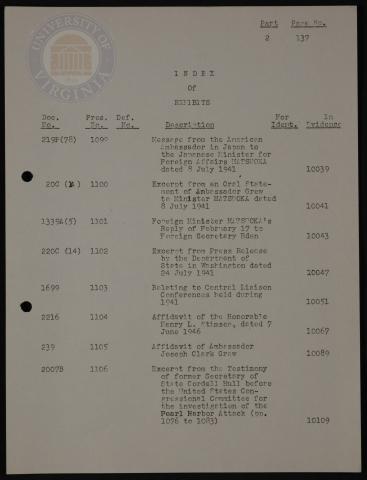 UNIVERSITY OF VIRGINIA
Part Page No.
2 137
I N D E X
Of
EXHIBITS
Doc. Pros. Def. For In
No. No. No. Description Ident. Evidence
219P(78) 1099 Message from the American
Ambassador in Japan to
the Japanese Minister for
Foreign Affairs MATSUOKA
dated 8 July 1941 10039
1100 Excerpt from an Oral State-
ment of Ambassador Grew
to Minister MATSUOKA dated
8 July 1941 10041
1339A(5) 1101 Foreign Minister MATSUOKA's
Reply of February 17 to
Foreign Secretary Eden 10043
220C (14) 1102 Excerpt from Press Release
by the Department of
State in Washington dated
24 July 1941 10047
1699 1103 Relating to Control Liaison
Conferences held during
1941 10051
2216 1104 Affidavit of the Honorable
Henry L. Stimson, dated 7
June 1946 10067
239 1105 Affidavit of Ambassador
Joseph Clark Grew 10089
2007B 1106 Excerpt from the Testimony
of former Secretary of
State Cordell Hull before
the United States Con-
gressional Committee for
the investigation of the
Pearl Harbor Attack (pp.
1076 to 1083) 10109